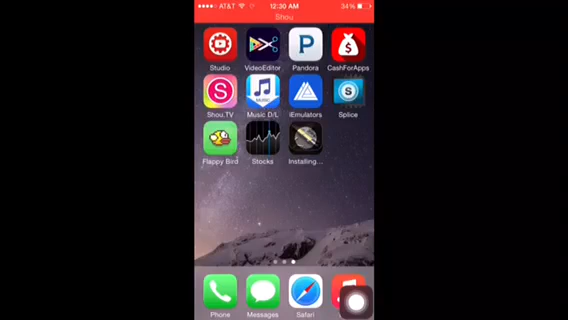 AT&T 12:30 AM 34%
Shou
Studio VideoEditor Pandora CashForApps
Shou.TV Music D/L iEmulators Splice
Flappy Bird Stocks Installing...
Phone Messages Safari